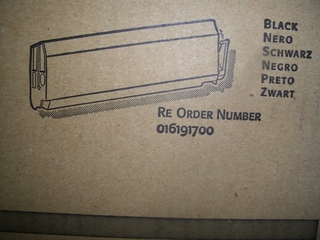 Black
Nero
Schwarz
Negro
Preto
Zwart
Re Order Number
016191700